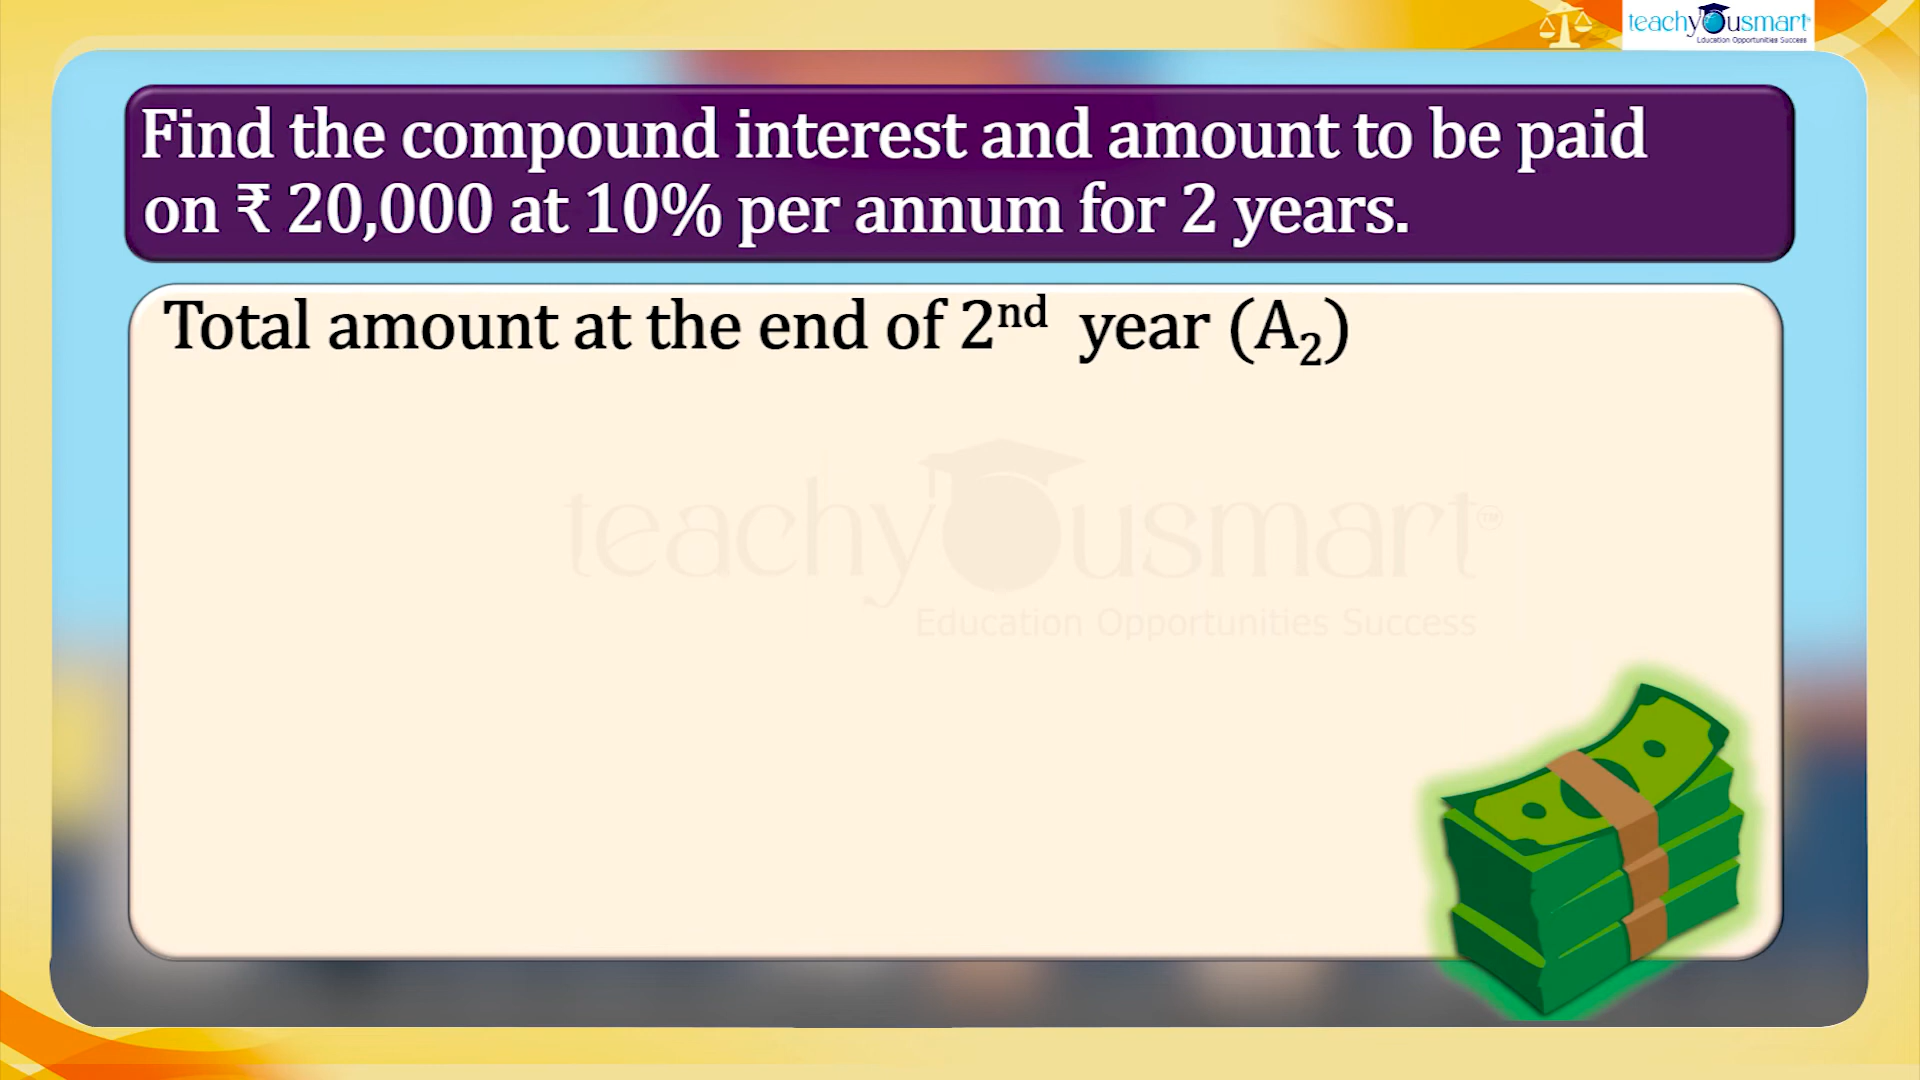 teachyousmart
Education Opportunities Success
Find the compound interest and amount to be paid
on ₹ 20,000 at 10% per annum for 2 years.
Total amount at the end of 2nd year (A2)
teachyousmart TM
Education Opportunities Success